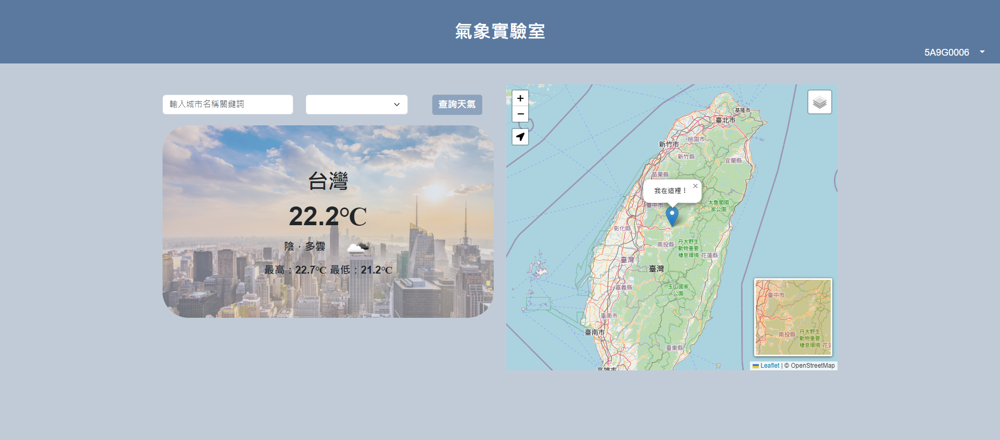 氣象實驗室
5A9G0006
輸入城市名稱關鍵詞
查詢天氣
台灣
22.2°C
陰，多雲
最高：22.7°C 最低：21.2°C
+
−
基隆市
臺北市
桃園市
新竹市
新竹縣
宜蘭縣
苗栗縣
我在這裡！
×
太魯閣國
家公園
臺中市
彰化縣
南投縣
丹大野生
動物重要
棲息環境
花蓮縣
臺灣
臺灣
嘉義縣
玉山國家
公園
臺南市
臺南市
臺東縣
高雄市
臺中市
南投縣
丹大野生
動物重要
棲息環境
花蓮
Leaflet | © OpenStreetMap